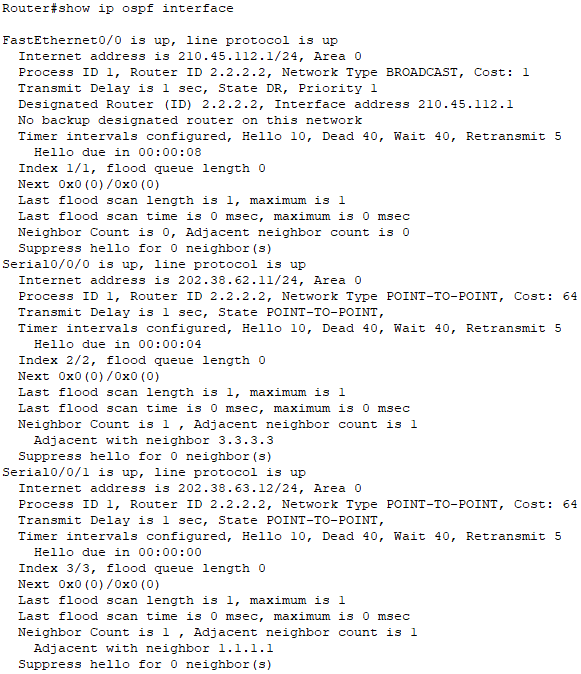 Router#show ip ospf interface
FastEthernet0/0 is up, line protocol is up
Internet address is 210.45.112.1/24, Area 0
Process ID 1, Router ID 2.2.2.2, Network Type BROADCAST, Cost: 1
Transmit Delay is 1 sec, State DR, Priority 1
Designated Router (ID) 2.2.2.2, Interface address 210.45.112.1
No backup designated router on this network
Timer intervals configured, Hello 10, Dead 40, Wait 40, Retransmit 5
Hello due in 00:00:08
Index 1/1, flood queue length 0
Next 0x0(0)/0x0(0)
Last flood scan length is 1, maximum is 1
Last flood scan time is 0 msec, maximum is 0 msec
Neighbor Count is 0, Adjacent neighbor count is 0
Suppress hello for 0 neighbor(s)
Serial0/0/0 is up, line protocol is up
Internet address is 202.38.62.11/24, Area 0
Process ID 1, Router ID 2.2.2.2, Network Type POINT-TO-POINT, Cost: 64
Transmit Delay is 1 sec, State POINT-TO-POINT,
Timer intervals configured, Hello 10, Dead 40, Wait 40, Retransmit 5
Hello due in 00:00:04
Index 2/2, flood queue length 0
Next 0x0(0)/0x0(0)
Last flood scan length is 1, maximum is 1
Last flood scan time is 0 msec, maximum is 0 msec
Neighbor Count is 1 , Adjacent neighbor count is 1
Adjacent with neighbor 3.3.3.3
Suppress hello for 0 neighbor(s)
Serial0/0/1 is up, line protocol is up
Internet address is 202.38.63.12/24, Area 0
Process ID 1, Router ID 2.2.2.2, Network Type POINT-TO-POINT, Cost: 64
Transmit Delay is 1 sec, State POINT-TO-POINT,
Timer intervals configured, Hello 10, Dead 40, Wait 40, Retransmit 5
Hello due in 00:00:00
Index 3/3, flood queue length 0
Next 0x0(0)/0x0(0)
Last flood scan length is 1, maximum is 1
Last flood scan time is 0 msec, maximum is 0 msec
Neighbor Count is 1 , Adjacent neighbor count is 1
Adjacent with neighbor 1.1.1.1
Suppress hello for 0 neighbor(s)